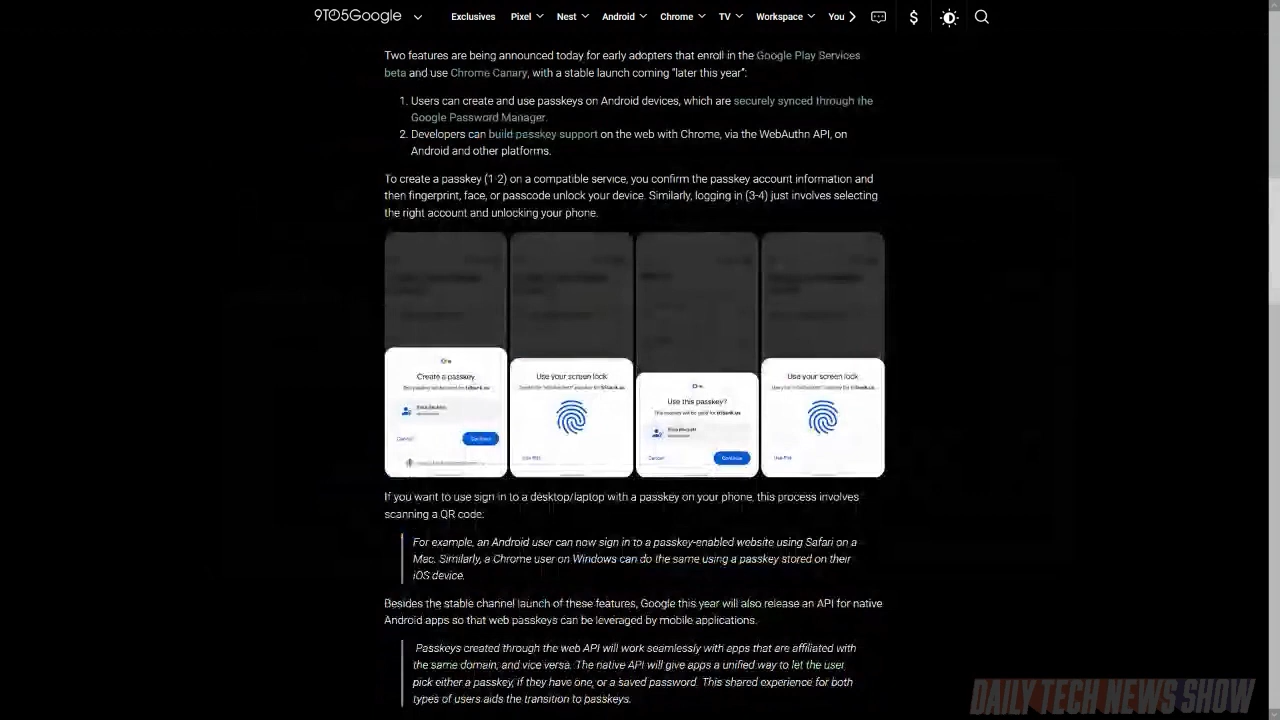 9TO5Google
Exclusives Pixel Nest Android Chrome TV Workspace You
Two features are being announced today for early adopters that enroll in the Google Play Services
beta and use Chrome Canary, with a stable launch coming “later this year”:
1. Users can create and use passkeys on Android devices, which are securely synced through the
Google Password Manager.
2. Developers can build passkey support on the web with Chrome, via the WebAuthn API, on
Android and other platforms.
To create a passkey (1-2) on a compatible service, you confirm the passkey account information and
then fingerprint, face, or passcode unlock your device. Similarly, logging in (3-4) just involves selecting
the right account and unlocking your phone.
Create a passkey
Cancel Continue
Use your screen lock
Use PIN
Use this passkey?
Cancel Continue
Use your screen lock
Use PIN
If you want to use sign in to a desktop/laptop with a passkey on your phone, this process involves
scanning a QR code:
For example, an Android user can now sign in to a passkey-enabled website using Safari on a
Mac. Similarly, a Chrome user on Windows can do the same using a passkey stored on their
iOS device.
Besides the stable channel launch of these features, Google this year will also release an API for native
Android apps so that web passkeys can be leveraged by mobile applications.
Passkeys created through the web API will work seamlessly with apps that are affiliated with
the same domain, and vice versa. The native API will give apps a unified way to let the user
pick either a passkey, if they have one, or a saved password. This shared experience for both
types of users aids the transition to passkeys.
DAILY TECH NEWS SHOW